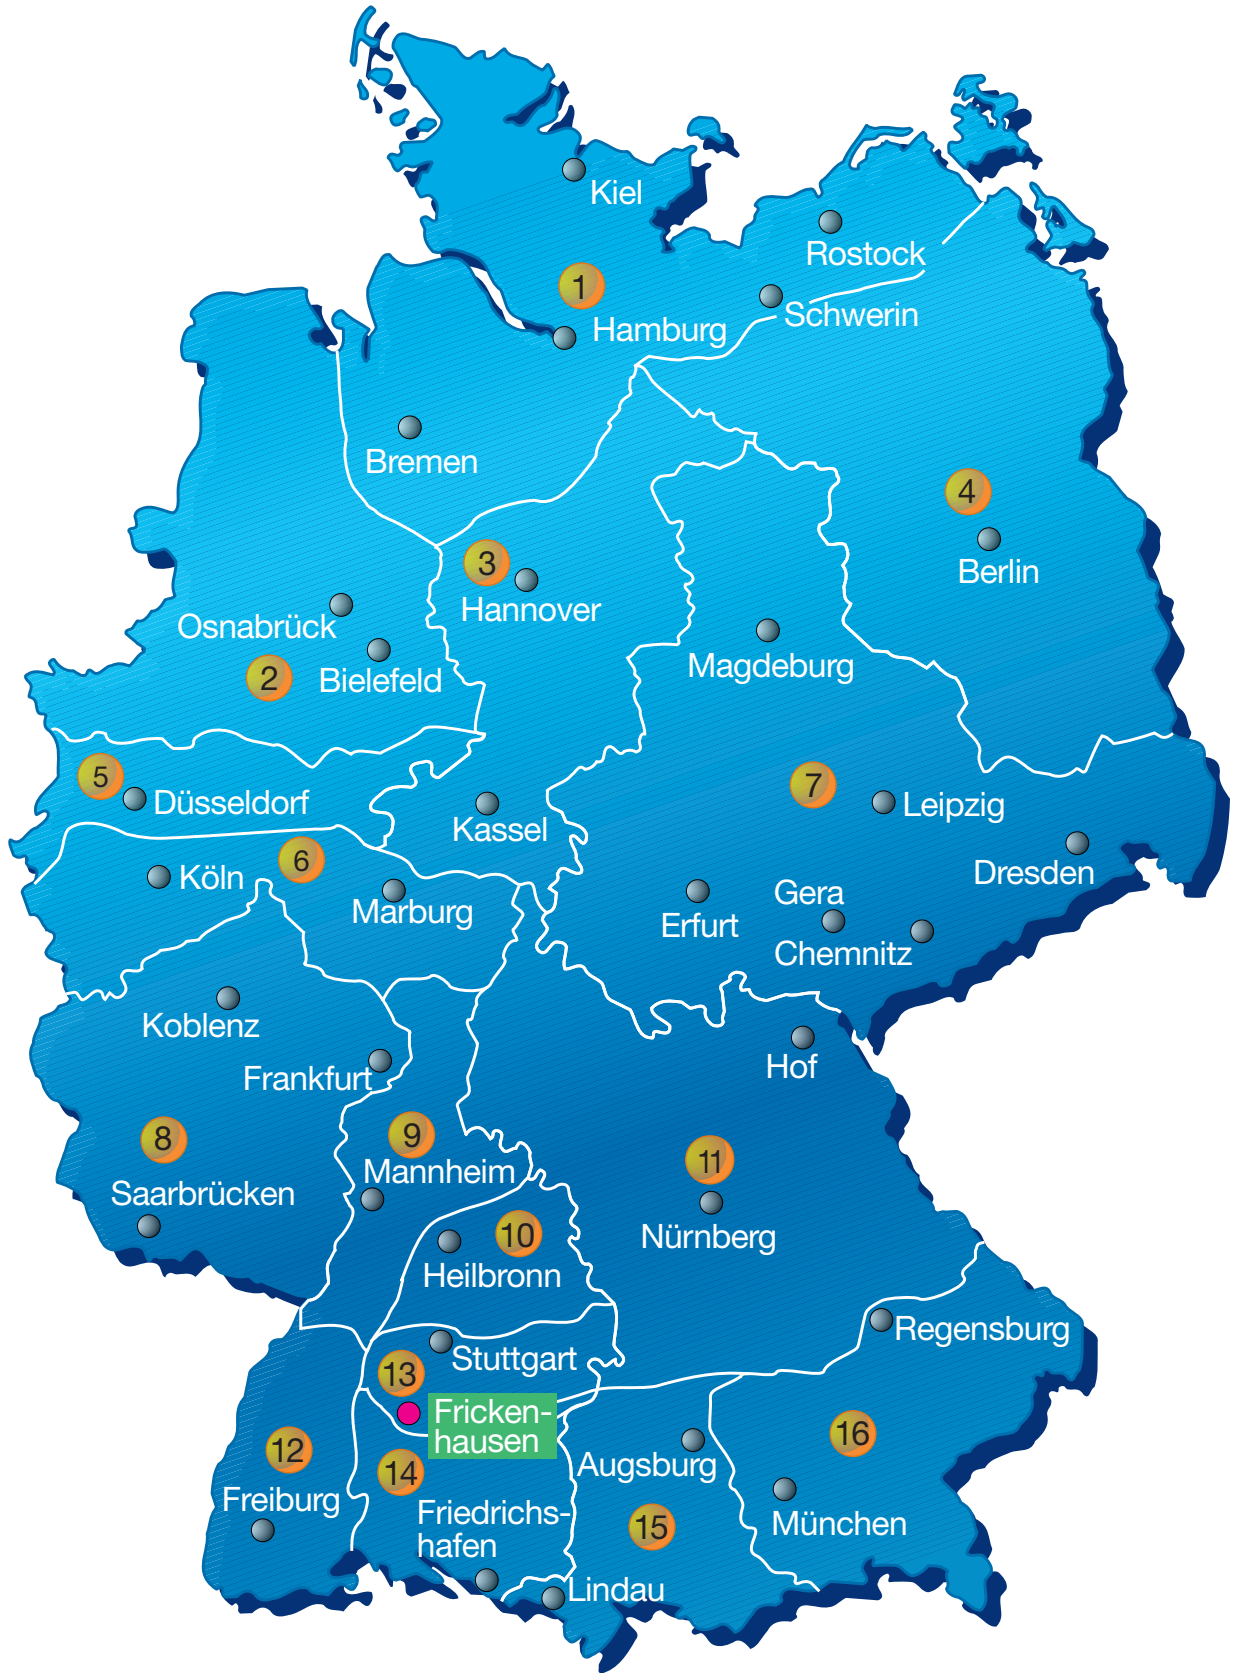 Kiel
Rostock
1
Schwerin
Hamburg
Bremen
4
3
Berlin
Hannover
Osnabrück
2
Bielefeld
Magdeburg
5
7
Düsseldorf
Leipzig
Kassel
6
Köln
Dresden
Marburg
Gera
Erfurt
Chemnitz
Koblenz
Hof
Frankfurt
8
9
11
Mannheim
Saarbrücken
10
Nürnberg
Heilbronn
Regensburg
Stuttgart
13
Fricken-
hausen
12
16
14
Augsburg
Freiburg
Friedrichs-
hafen
15
München
Lindau